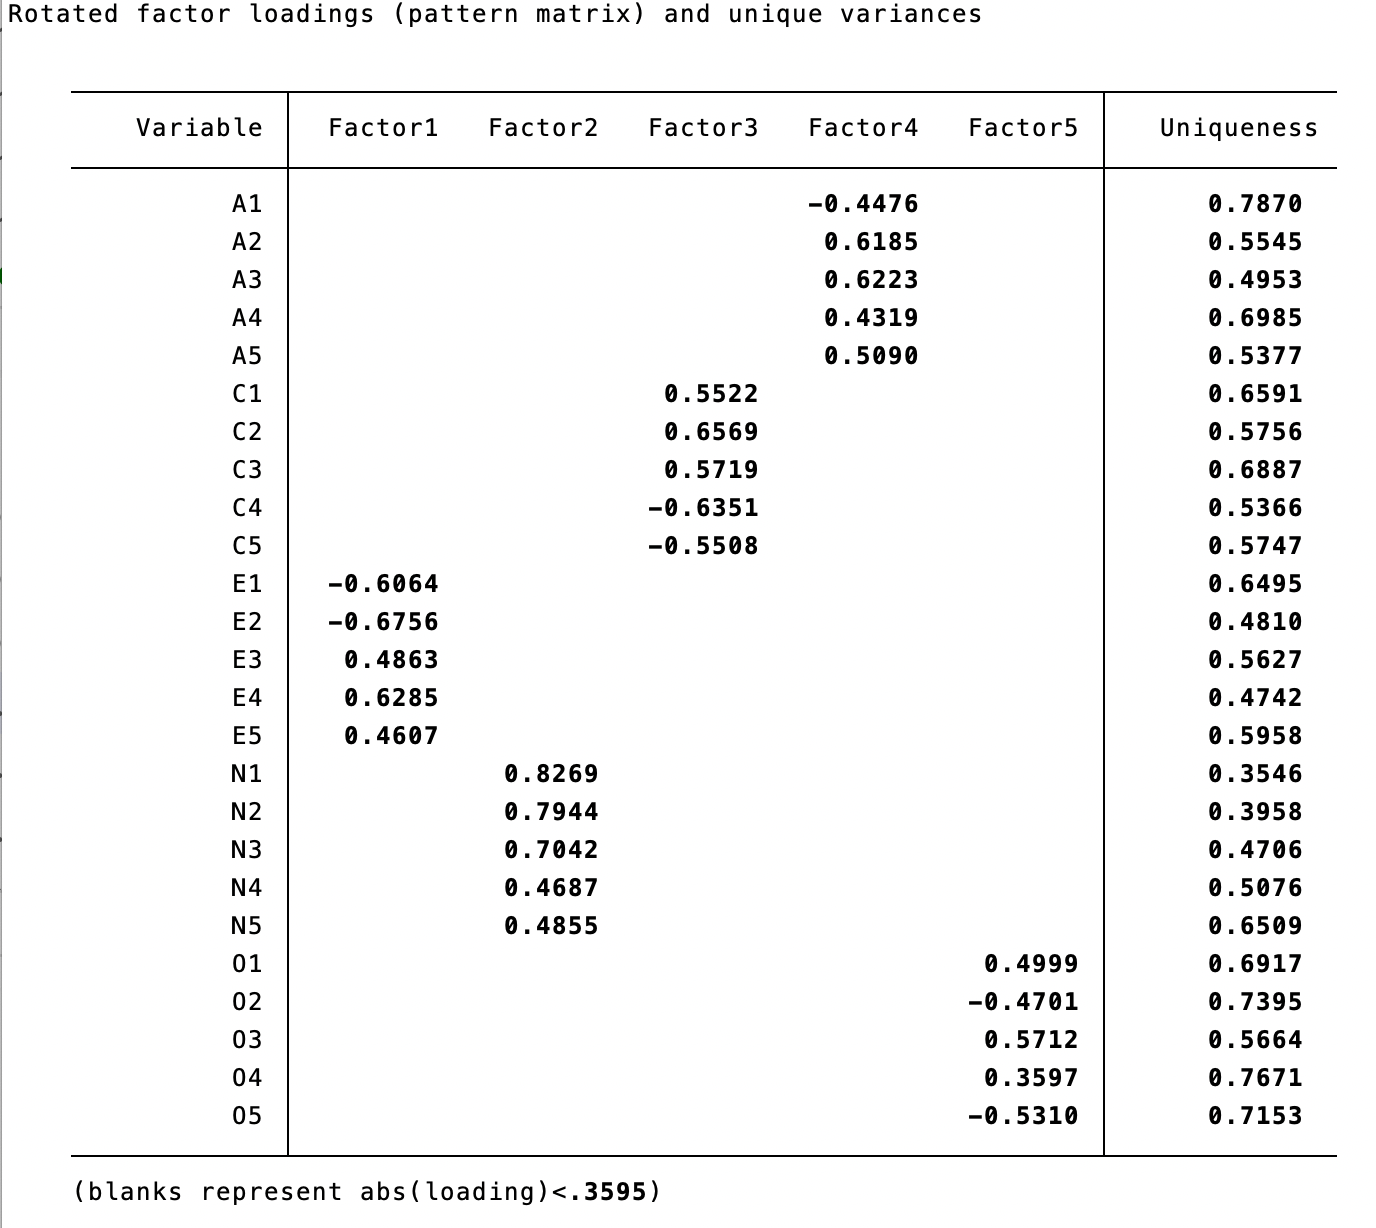 Rotated factor loadings (pattern matrix) and unique variances
Variable Factor1 Factor2 Factor3 Factor4 Factor5 Uniqueness
A1 -0.4476 0.7870
A2 0.6185 0.5545
A3 0.6223 0.4953
A4 0.4319 0.6985
A5 0.5090 0.5377
C1 0.5522 0.6591
C2 0.6569 0.5756
C3 0.5719 0.6887
C4 -0.6351 0.5366
C5 -0.5508 0.5747
E1 -0.6064 0.6495
E2 -0.6756 0.4810
E3 0.4863 0.5627
E4 0.6285 0.4742
E5 0.4607 0.5958
N1 0.8269 0.3546
N2 0.7944 0.3958
N3 0.7042 0.4706
N4 0.4687 0.5076
N5 0.4855 0.6509
O1 0.4999 0.6917
O2 -0.4701 0.7395
O3 0.5712 0.5664
O4 0.3597 0.7671
O5 -0.5310 0.7153
(blanks represent abs(loading)<.3595)